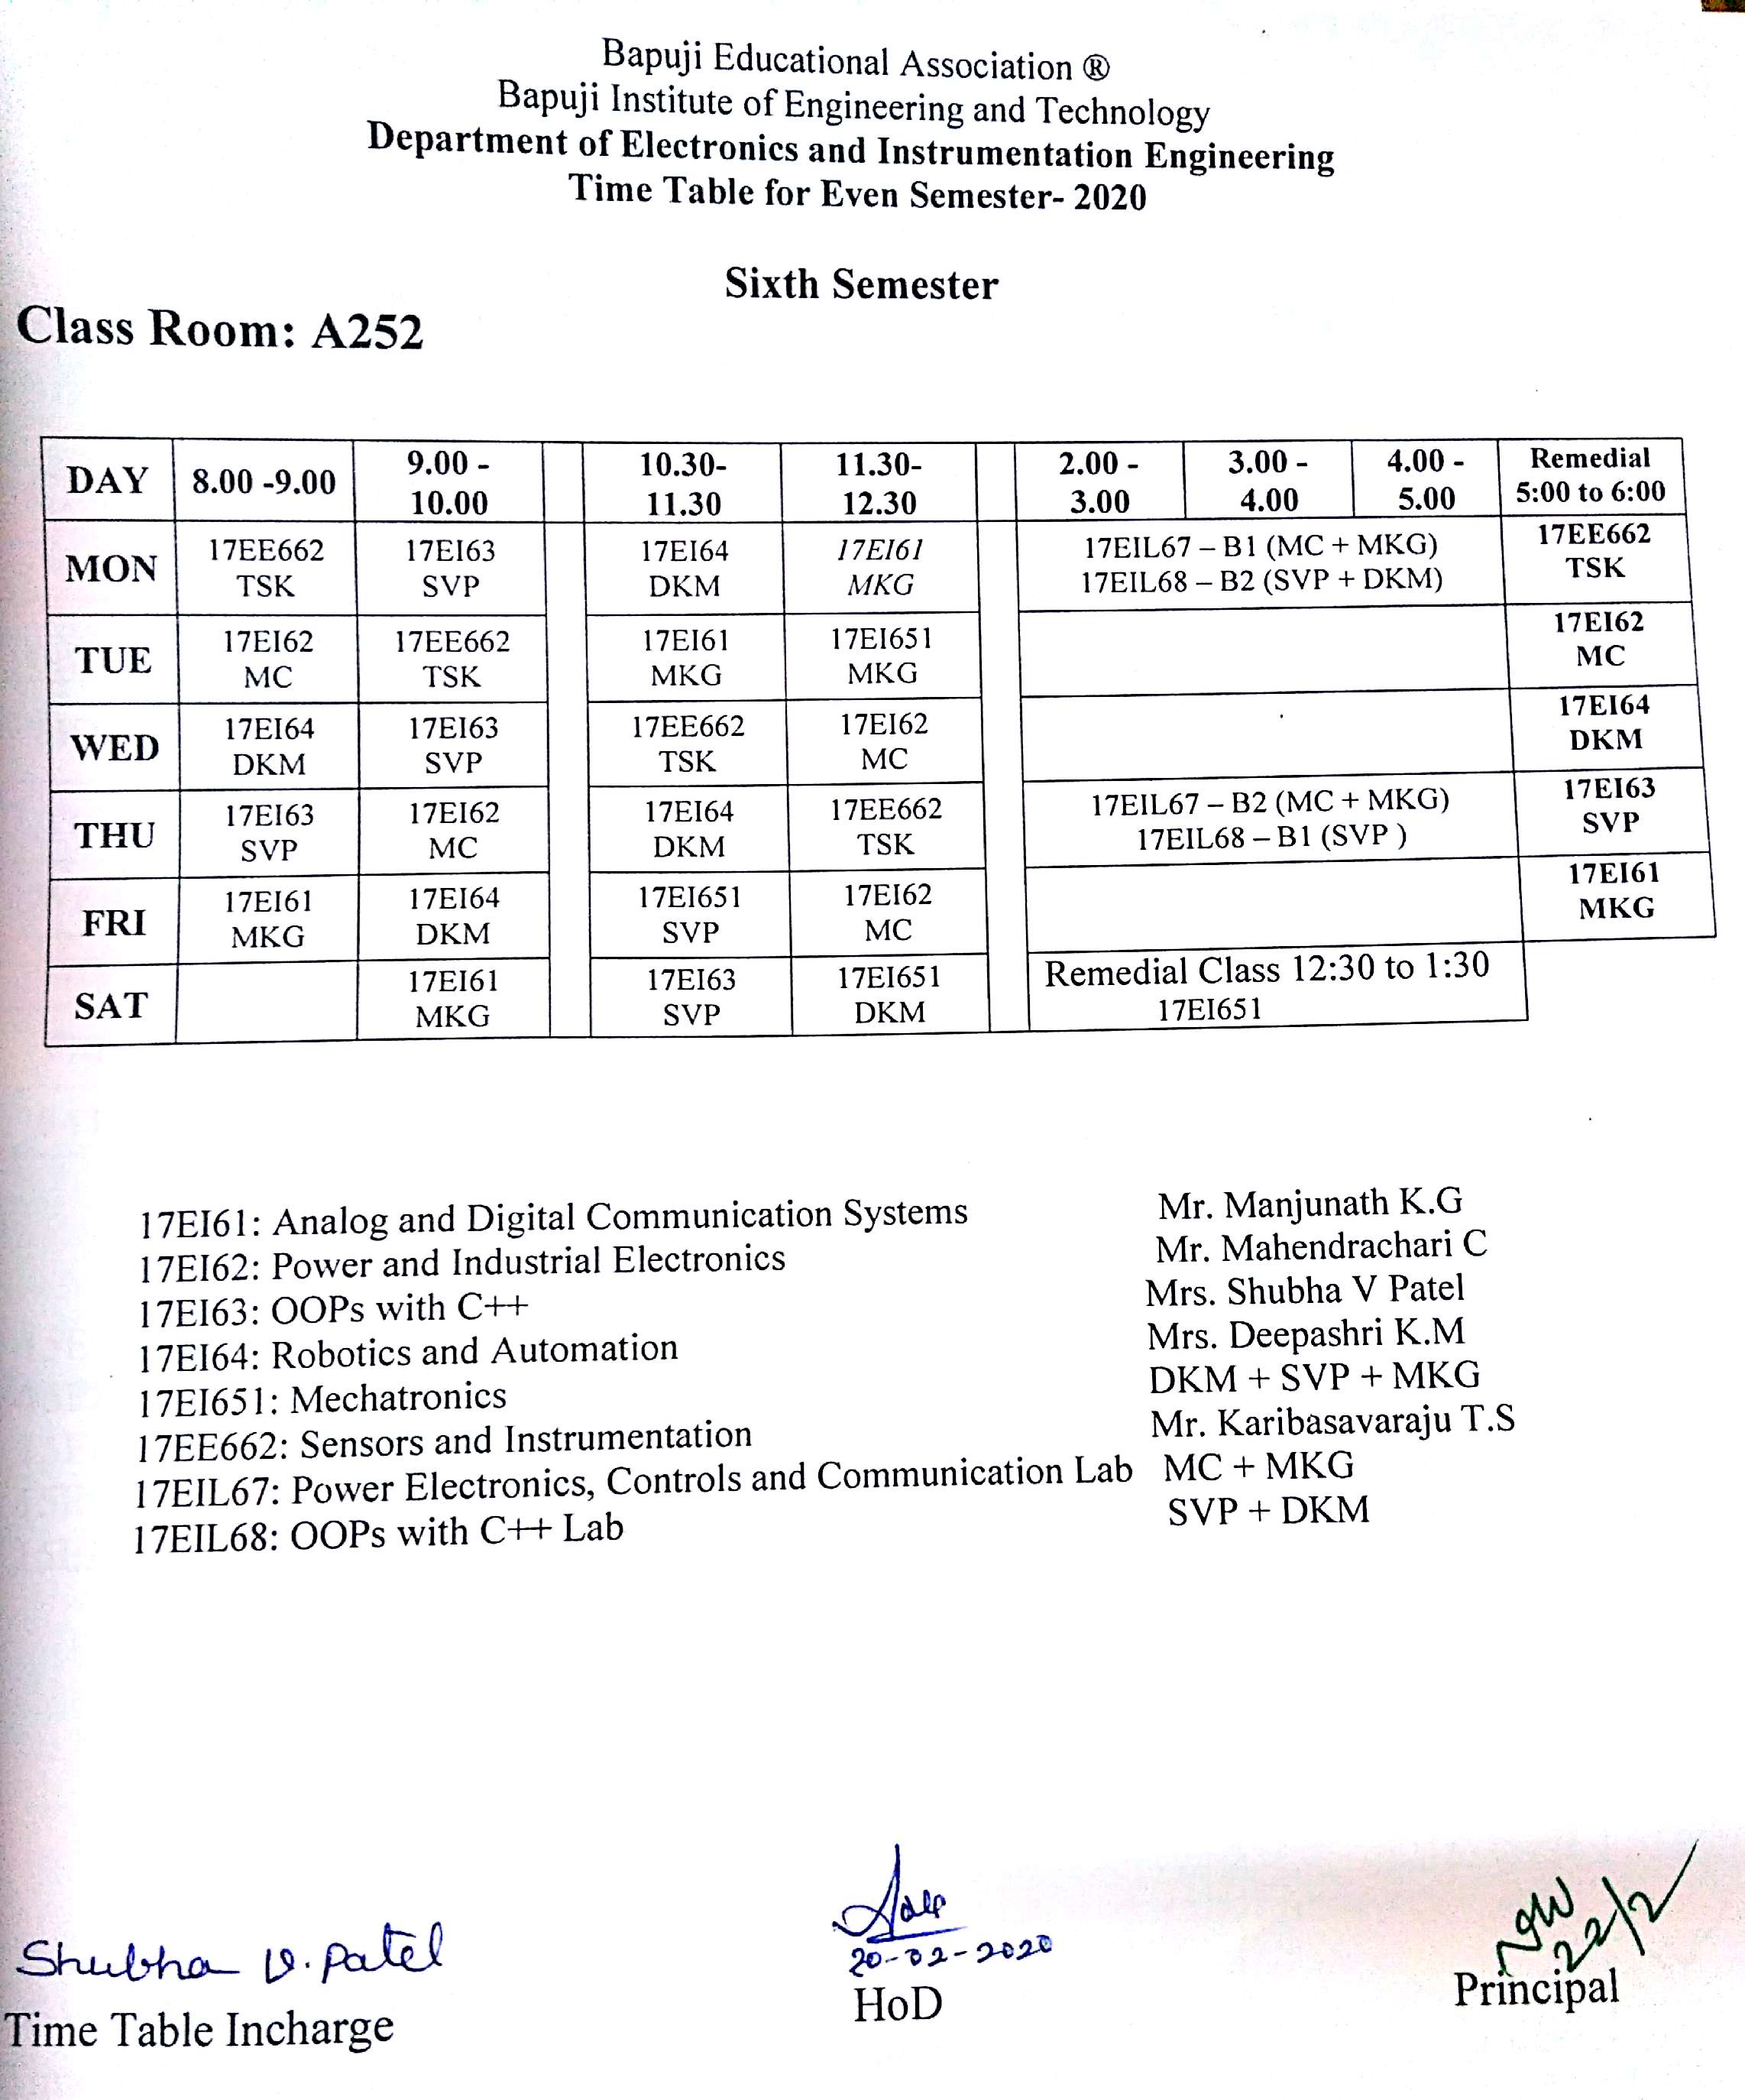 Bapuji Educational Association ®
Bapuji Institute of Engineering and Technology
Department of Electronics and Instrumentation Engineering
Time Table for Even Semester- 2020
Sixth Semester
Class Room: A252
DAY 8.00 -9.00 9.00 - 10.00 10.30- 11.30 11.30- 12.30 2.00 - 3.00 3.00 - 4.00 4.00 - 5.00 Remedial 5:00 to 6:00
MON 17EE662 TSK 17EI63 SVP 17EI64 DKM 17EI61 MKG 17EIL67 – B1 (MC + MKG) 17EIL68 – B2 (SVP + DKM) 17EE662 TSK
TUE 17EI62 MC 17EE662 TSK 17EI61 MKG 17EI651 MKG 17EI62 MC
WED 17EI64 DKM 17EI63 SVP 17EE662 TSK 17EI62 MC 17EI64 DKM
THU 17EI63 SVP 17EI62 MC 17EI64 DKM 17EE662 TSK 17EIL67 – B2 (MC + MKG) 17EIL68 – B1 (SVP ) 17EI63 SVP
FRI 17EI61 MKG 17EI64 DKM 17EI651 SVP 17EI62 MC 17EI61 MKG
SAT 17EI61 MKG 17EI63 SVP 17EI651 DKM Remedial Class 12:30 to 1:30 17EI651
17EI61: Analog and Digital Communication Systems Mr. Manjunath K.G
17EI62: Power and Industrial Electronics Mr. Mahendrachari C
17EI63: OOPs with C++ Mrs. Shubha V Patel
17EI64: Robotics and Automation Mrs. Deepashri K.M
17EI651: Mechatronics DKM + SVP + MKG
17EE662: Sensors and Instrumentation Mr. Karibasavaraju T.S
17EIL67: Power Electronics, Controls and Communication Lab MC + MKG
17EIL68: OOPs with C++ Lab SVP + DKM
Shubha V. Patel
20-02-2020
22/2
Time Table Incharge HoD Principal